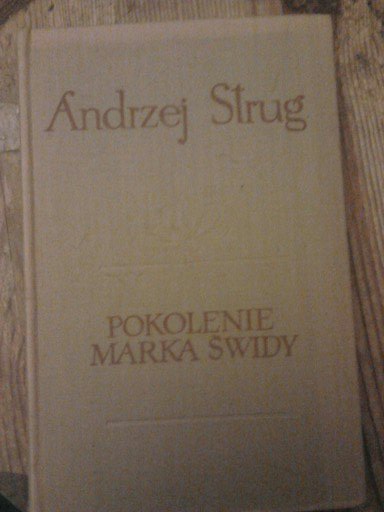 Andrzej Strug
POKOLENIE
MARKA ŚWIDY